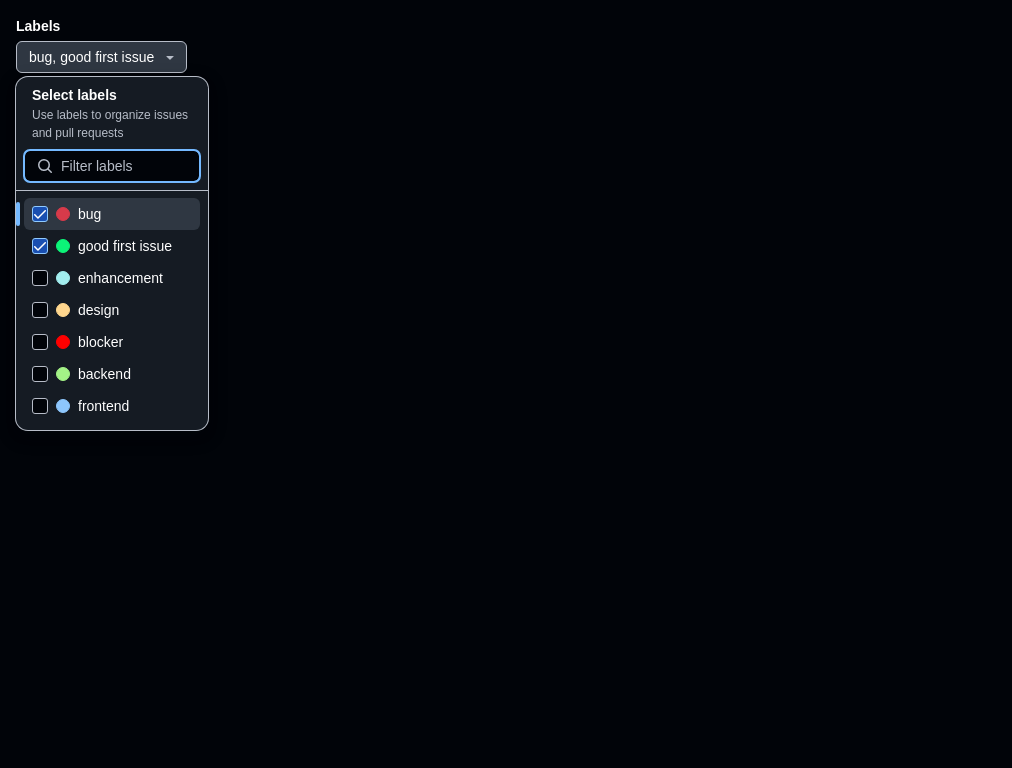 Labels
bug, good first issue
Select labels
Use labels to organize issues
and pull requests
Filter labels
bug
good first issue
enhancement
design
blocker
backend
frontend